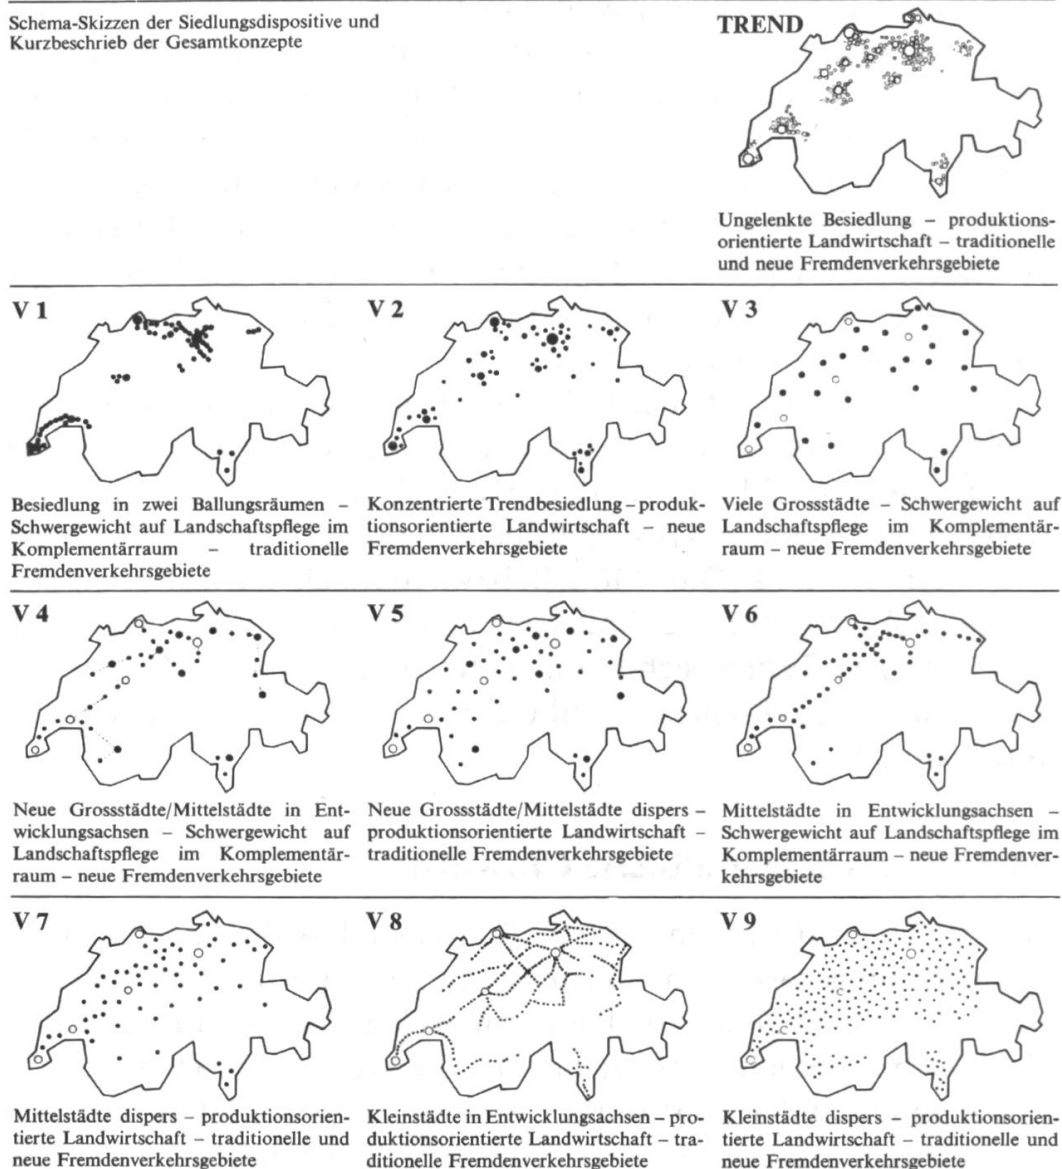 Schema-Skizzen der Siedlungsdispositive und
Kurzbeschrieb der Gesamtkonzepte
TREND
Ungelenkte Besiedlung – produktions-
orientierte Landwirtschaft – traditionelle
und neue Fremdenverkehrsgebiete
V 1
Besiedlung in zwei Ballungsräumen –
Schwergewicht auf Landschaftspflege im
Komplementärraum – traditionelle
Fremdenverkehrsgebiete
V 2
Konzentrierte Trendbesiedlung – produk-
tionsorientierte Landwirtschaft – neue
Fremdenverkehrsgebiete
V 3
Viele Grossstädte – Schwergewicht auf
Landschaftspflege im Komplementär-
raum – neue Fremdenverkehrsgebiete
V 4
Neue Grossstädte/Mittelstädte in Ent-
wicklungsachsen – Schwergewicht auf
Landschaftspflege im Komplementär-
raum – neue Fremdenverkehrsgebiete
V 5
Neue Grossstädte/Mittelstädte dispers –
produktionsorientierte Landwirtschaft –
traditionelle Fremdenverkehrsgebiete
V 6
Mittelstädte in Entwicklungsachsen –
Schwergewicht auf Landschaftspflege im
Komplementärraum – neue Fremdenver-
kehrsgebiete
V 7
Mittelstädte dispers – produktionsorien-
tierte Landwirtschaft – traditionelle und
neue Fremdenverkehrsgebiete
V 8
Kleinstädte in Entwicklungsachsen – pro-
duktionsorientierte Landwirtschaft – tra-
ditionelle Fremdenverkehrsgebiete
V 9
Kleinstädte dispers – produktionsorien-
tierte Landwirtschaft – traditionelle und
neue Fremdenverkehrsgebiete